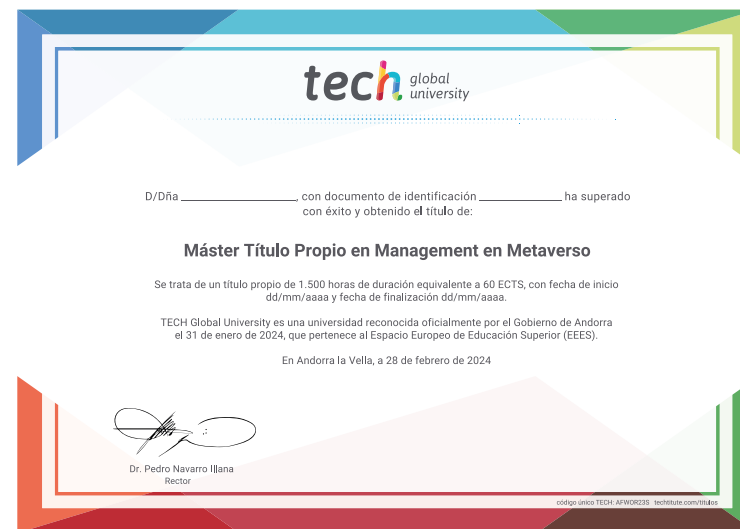 tech global university
D/Dña ____________, con documento de identificación ____________ ha superado
con éxito y obtenido el título de:
Máster Título Propio en Management en Metaverso
Se trata de un título propio de 1.500 horas de duración equivalente a 60 ECTS, con fecha de inicio
dd/mm/aaaa y fecha de finalización dd/mm/aaaa.
TECH Global University es una universidad reconocida oficialmente por el Gobierno de Andorra
el 31 de enero de 2024, que pertenece al Espacio Europeo de Educación Superior (EEES).
En Andorra la Vella, a 28 de febrero de 2024
Dr. Pedro Navarro Illana
Rector
código único TECH: AFWOR23S techtitute.com/titulos